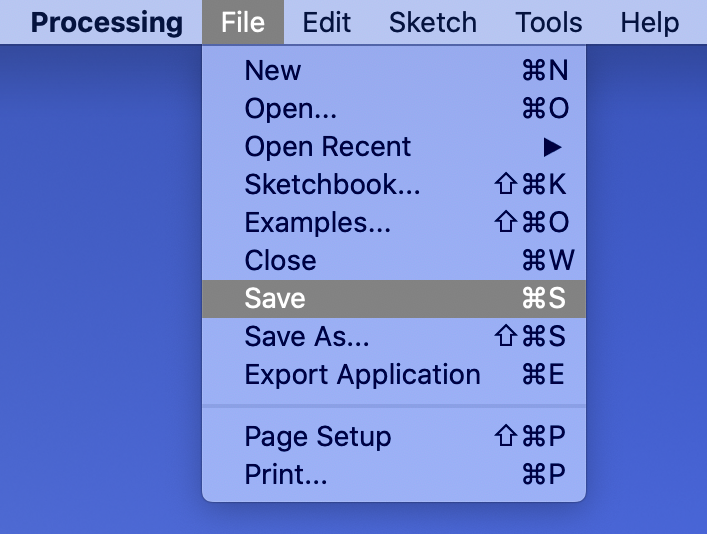 Processing File Edit Sketch Tools Help
New ⌘N
Open... ⌘O
Open Recent ▶
Sketchbook... ⇧⌘K
Examples... ⇧⌘O
Close ⌘W
Save ⌘S
Save As... ⇧⌘S
Export Application ⌘E
Page Setup ⇧⌘P
Print... ⌘P